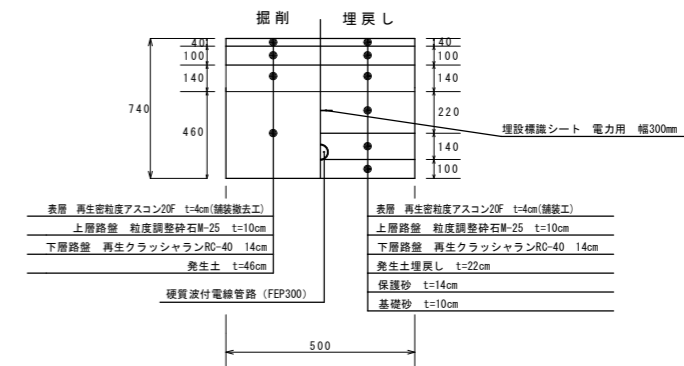 掘削
埋戻し
40
100
140
460
740
40
100
140
220
140
100
埋設標識シート 電力用 幅300mm
表層 再生密粒度アスコン20F t=4cm(舗装撤去工)
上層路盤 粒度調整砕石M-25 t=10cm
下層路盤 再生クラッシャランRC-40 14cm
発生土 t=46cm
硬質波付電線管路 (FEP300)
表層 再生密粒度アスコン20F t=4cm(舗装工)
上層路盤 粒度調整砕石M-25 t=10cm
下層路盤 再生クラッシャランRC-40 14cm
発生土埋戻し t=22cm
保護砂 t=14cm
基礎砂 t=10cm
500